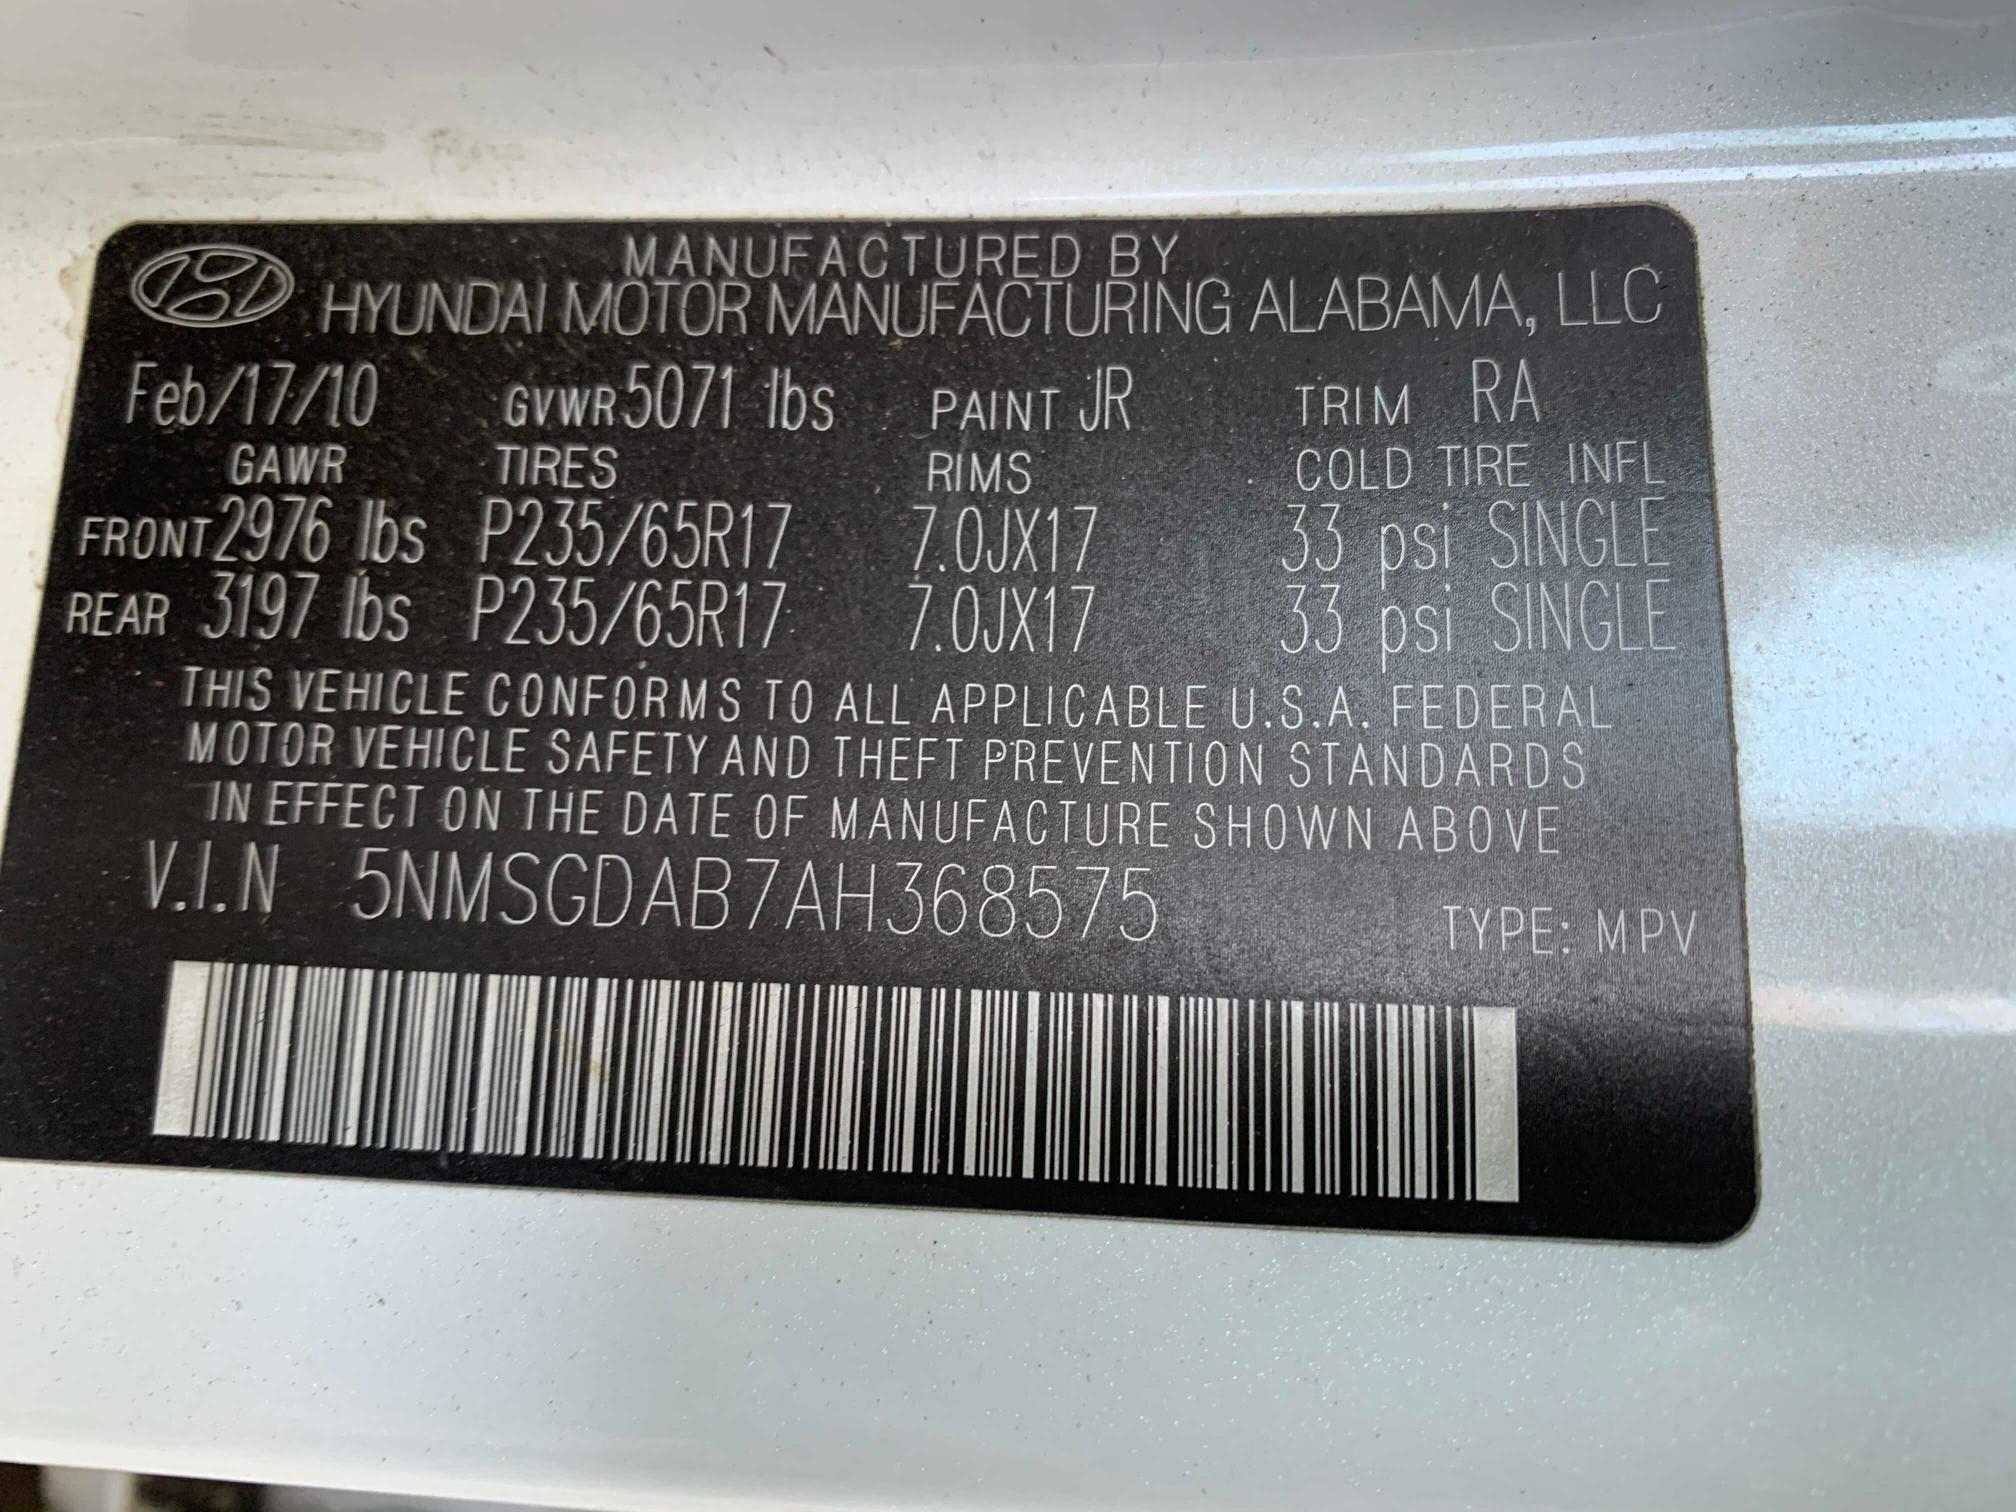 MANUFACTURED BY
HYUNDAI MOTOR MANUFACTURING ALABAMA, LLC
Feb/17/10 GVWR 5071 lbs PAINT JR TRIM RA
GAWR TIRES RIMS COLD TIRE INFL
FRONT 2976 lbs P235/65R17 7.0JX17 33 psi SINGLE
REAR 3197 lbs P235/65R17 7.0JX17 33 psi SINGLE
THIS VEHICLE CONFORMS TO ALL APPLICABLE U.S.A. FEDERAL
MOTOR VEHICLE SAFETY AND THEFT PREVENTION STANDARDS
IN EFFECT ON THE DATE OF MANUFACTURE SHOWN ABOVE
V.I.N 5NMSGDAB7AH368575 TYPE: MPV